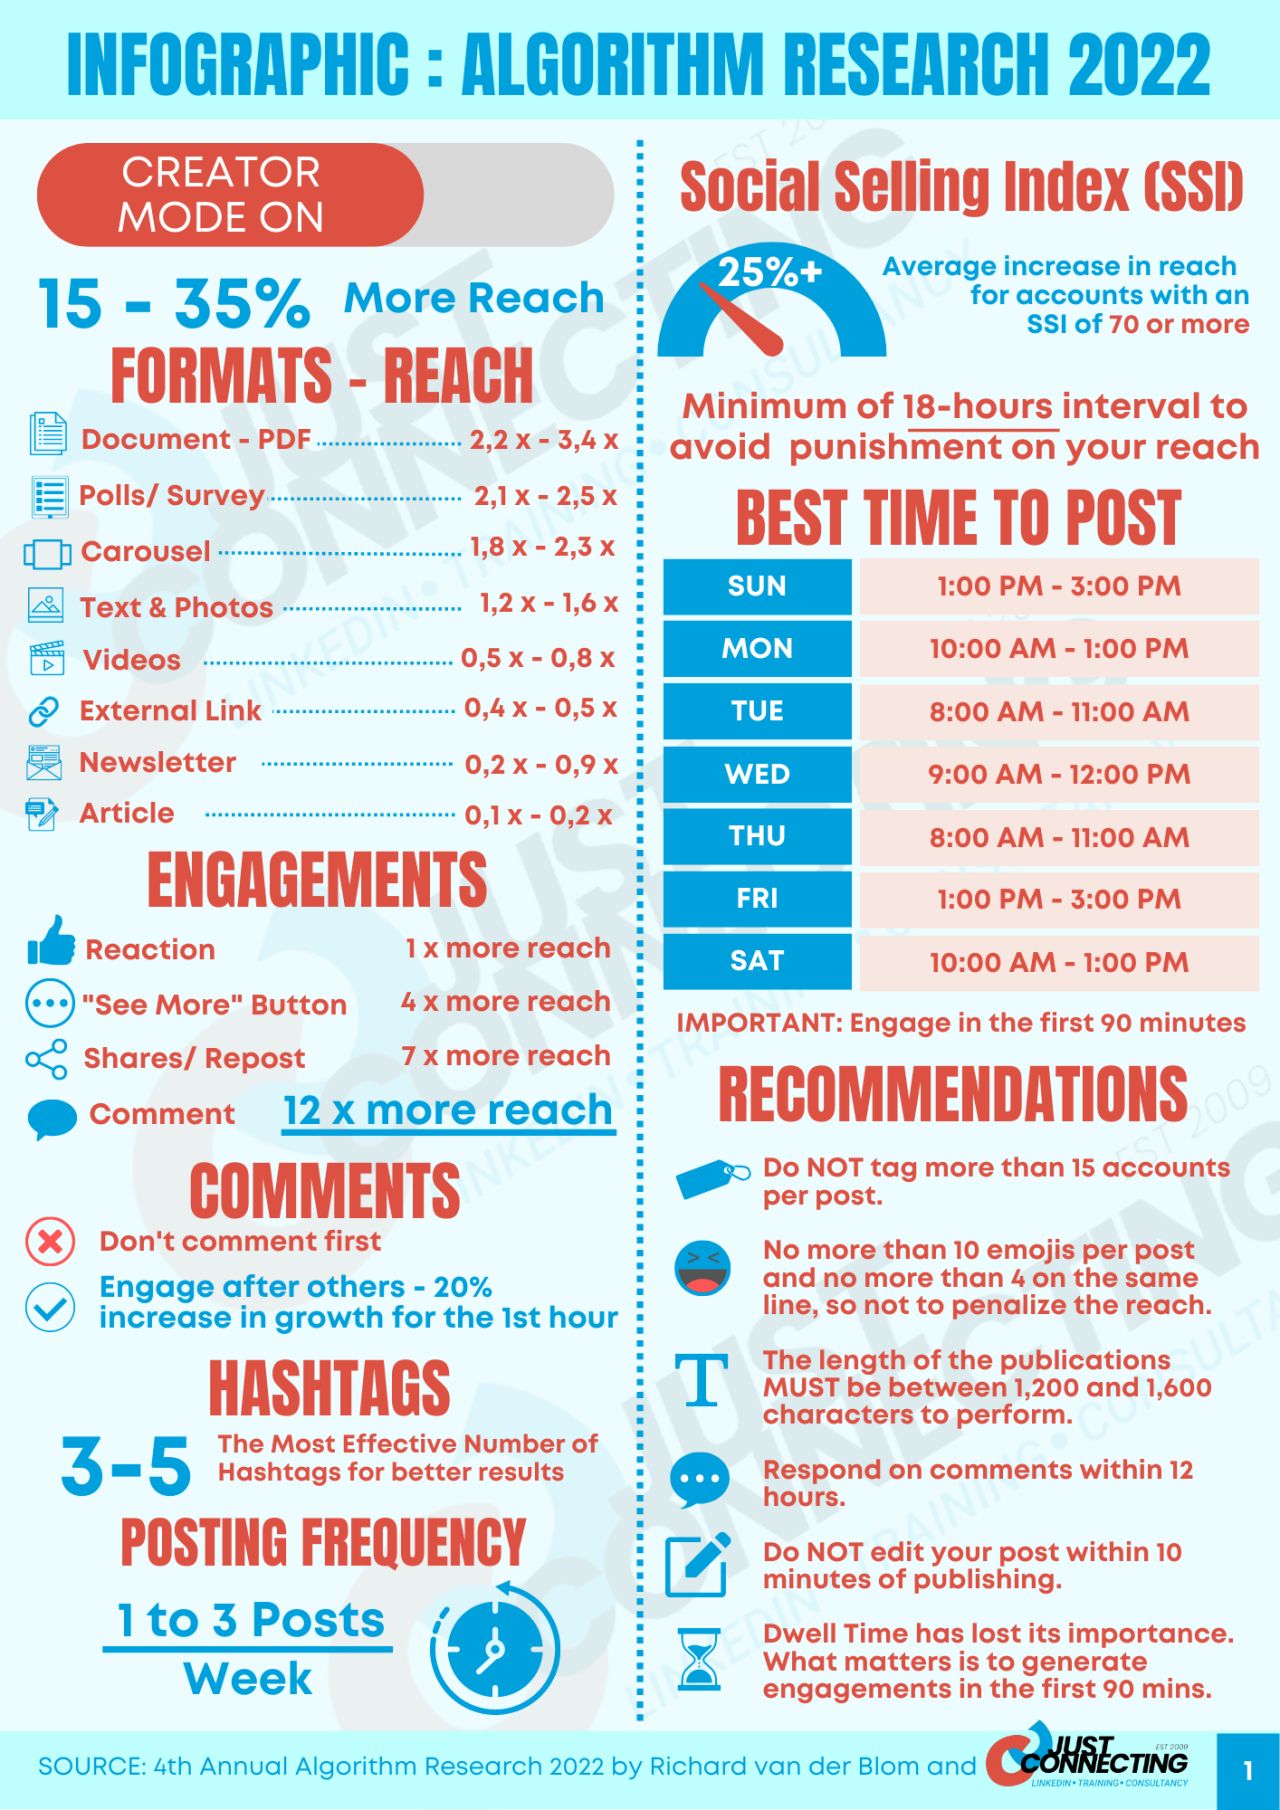 INFOGRAPHIC : ALGORITHM RESEARCH 2022
CREATOR
MODE ON
15 - 35% More Reach
FORMATS - REACH
Document - PDF 2,2 x - 3,4 x
Polls/ Survey 2,1 x - 2,5 x
Carousel 1,8 x - 2,3 x
Text & Photos 1,2 x - 1,6 x
Videos 0,5 x - 0,8 x
External Link 0,4 x - 0,5 x
Newsletter 0,2 x - 0,9 x
Article 0,1 x - 0,2 x
ENGAGEMENTS
Reaction 1 x more reach
"See More" Button 4 x more reach
Shares/ Repost 7 x more reach
Comment 12 x more reach
COMMENTS
Don't comment first
Engage after others - 20%
increase in growth for the 1st hour
HASHTAGS
3-5
The Most Effective Number of
Hashtags for better results
POSTING FREQUENCY
1 to 3 Posts
Week
Social Selling Index (SSI)
25%+
Average increase in reach
for accounts with an
SSI of 70 or more
Minimum of 18-hours interval to
avoid punishment on your reach
BEST TIME TO POST
SUN 1:00 PM - 3:00 PM
MON 10:00 AM - 1:00 PM
TUE 8:00 AM - 11:00 AM
WED 9:00 AM - 12:00 PM
THU 8:00 AM - 11:00 AM
FRI 1:00 PM - 3:00 PM
SAT 10:00 AM - 1:00 PM
IMPORTANT: Engage in the first 90 minutes
RECOMMENDATIONS
Do NOT tag more than 15 accounts
per post.
No more than 10 emojis per post
and no more than 4 on the same
line, so not to penalize the reach.
The length of the publications
MUST be between 1,200 and 1,600
characters to perform.
Respond on comments within 12
hours.
Do NOT edit your post within 10
minutes of publishing.
Dwell Time has lost its importance.
What matters is to generate
engagements in the first 90 mins.
SOURCE: 4th Annual Algorithm Research 2022 by Richard van der Blom and
JUST EST 2009
CONNECTING
LINKEDIN • TRAINING • CONSULTANCY
1